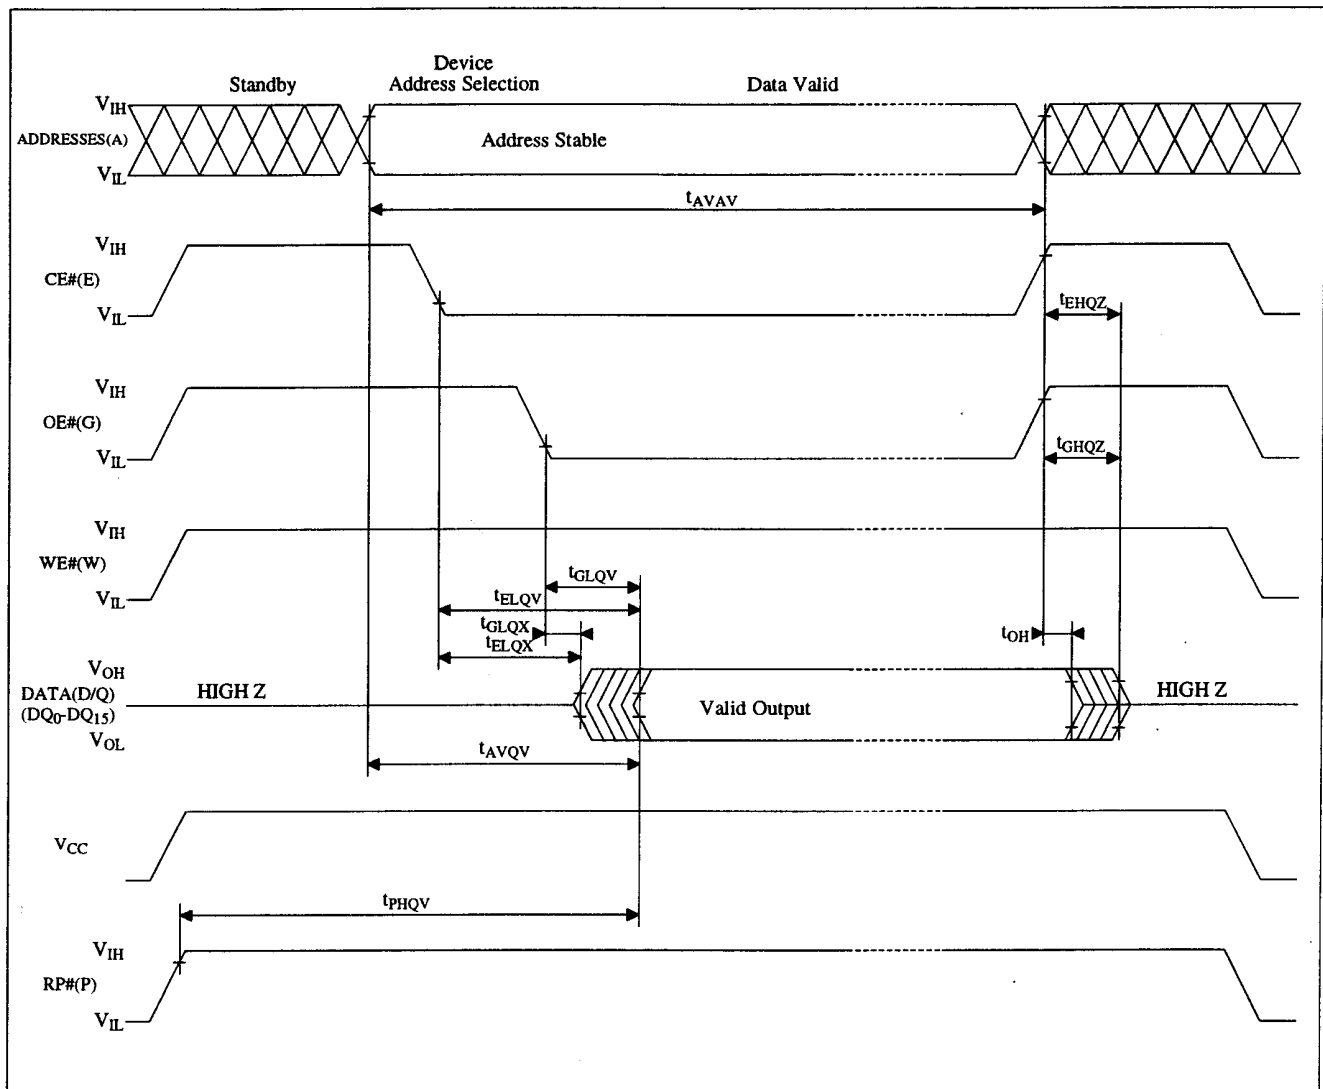 Device
Standby Address Selection Data Valid
VIH
ADDRESSES(A) Address Stable
VIL
tAVAV
VIH
CE#(E)
tEHQZ
VIL
VIH
OE#(G)
tGHQZ
VIL
VIH
WE#(W)
tGLQV
VIL
tELQV
tGLQX
tOH
tELQX
VOH
DATA(D/Q) HIGH Z HIGH Z
(DQ0-DQ15) Valid Output
VOL
tAVQV
VCC
tPHQV
VIH
RP#(P)
VIL